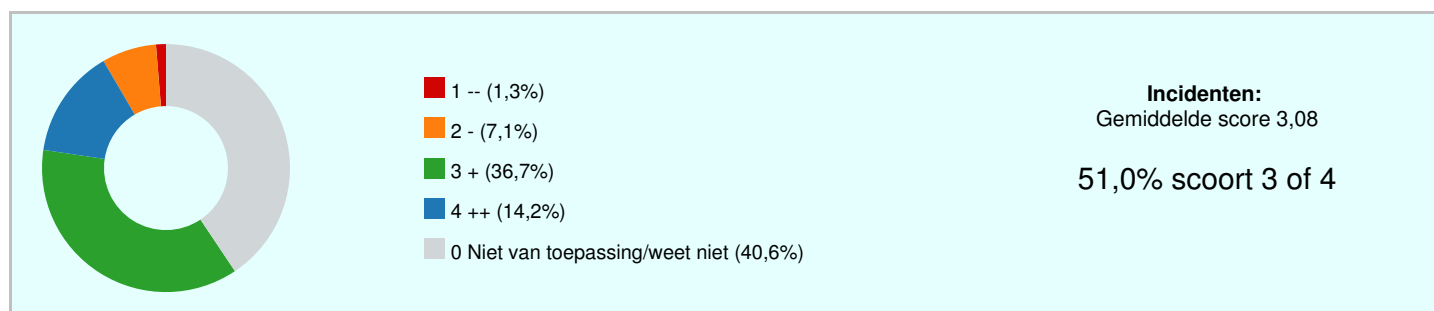 1 -- (1,3%)
2 - (7,1%)
3 + (36,7%)
4 ++ (14,2%)
0 Niet van toepassing/weet niet (40,6%)
Incidenten:
Gemiddelde score 3,08
51,0% scoort 3 of 4